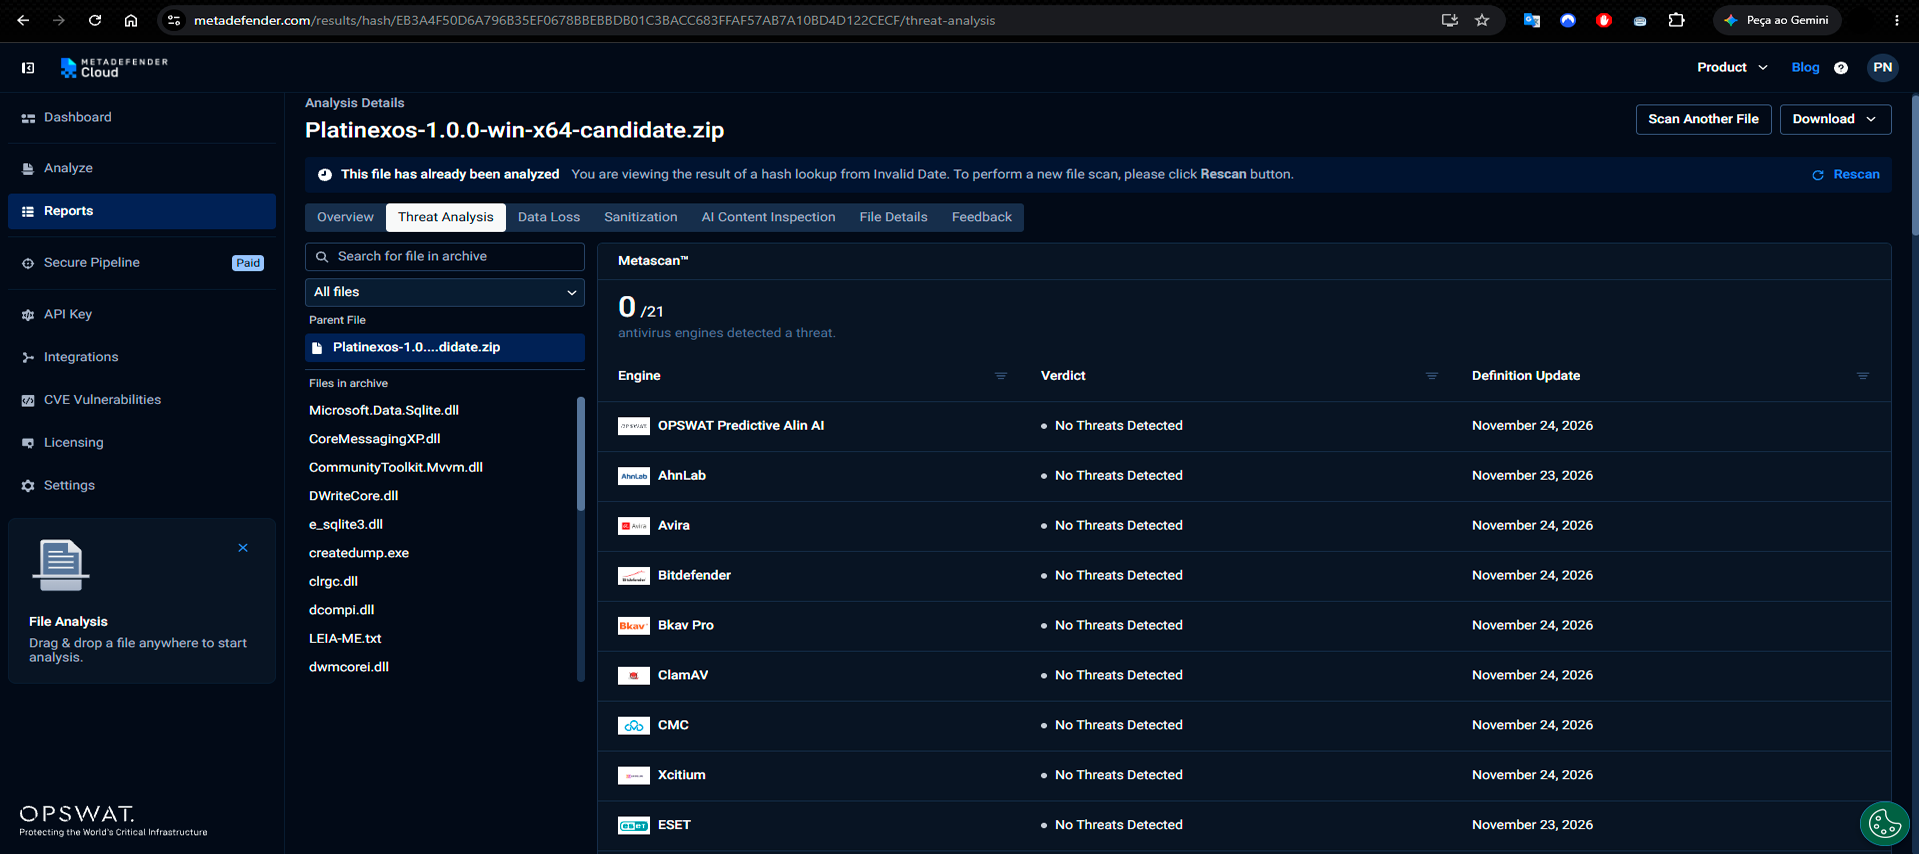 metadefender.com/results/hash/EB3A4F50D6A796B35EF0678BBEBBDB01C3BACC683FFAF57AB7A10BD4D122CECF/threat-analysis
Peça ao Gemini
METADEFENDER
Cloud
Product
Blog
PN
Dashboard
Analyze
Reports
Secure Pipeline
Paid
API Key
Integrations
CVE Vulnerabilities
Licensing
Settings
File Analysis
Drag & drop a file anywhere to start
analysis.
OPSWAT.
Protecting the World's Critical Infrastructure
Analysis Details
Platinexos-1.0.0-win-x64-candidate.zip
Scan Another File
Download
This file has already been analyzed You are viewing the result of a hash lookup from Invalid Date. To perform a new file scan, please click Rescan button.
Rescan
Overview Threat Analysis Data Loss Sanitization AI Content Inspection File Details Feedback
Search for file in archive
All files
Parent File
Platinexos-1.0....didate.zip
Files in archive
Microsoft.Data.Sqlite.dll
CoreMessagingXP.dll
CommunityToolkit.Mvvm.dll
DWriteCore.dll
e_sqlite3.dll
createdump.exe
clrgc.dll
dcompi.dll
LEIA-ME.txt
dwmcorei.dll
Metascan™
0 /21
antivirus engines detected a threat.
Engine Verdict Definition Update
OPSWAT OPSWAT Predictive Alin AI No Threats Detected November 24, 2026
AhnLab AhnLab No Threats Detected November 23, 2026
Avira Avira No Threats Detected November 24, 2026
Bitdefender Bitdefender No Threats Detected November 24, 2026
Bkav Bkav Pro No Threats Detected November 24, 2026
ClamAV No Threats Detected November 24, 2026
CMC No Threats Detected November 24, 2026
Xcitium No Threats Detected November 24, 2026
eset ESET No Threats Detected November 23, 2026